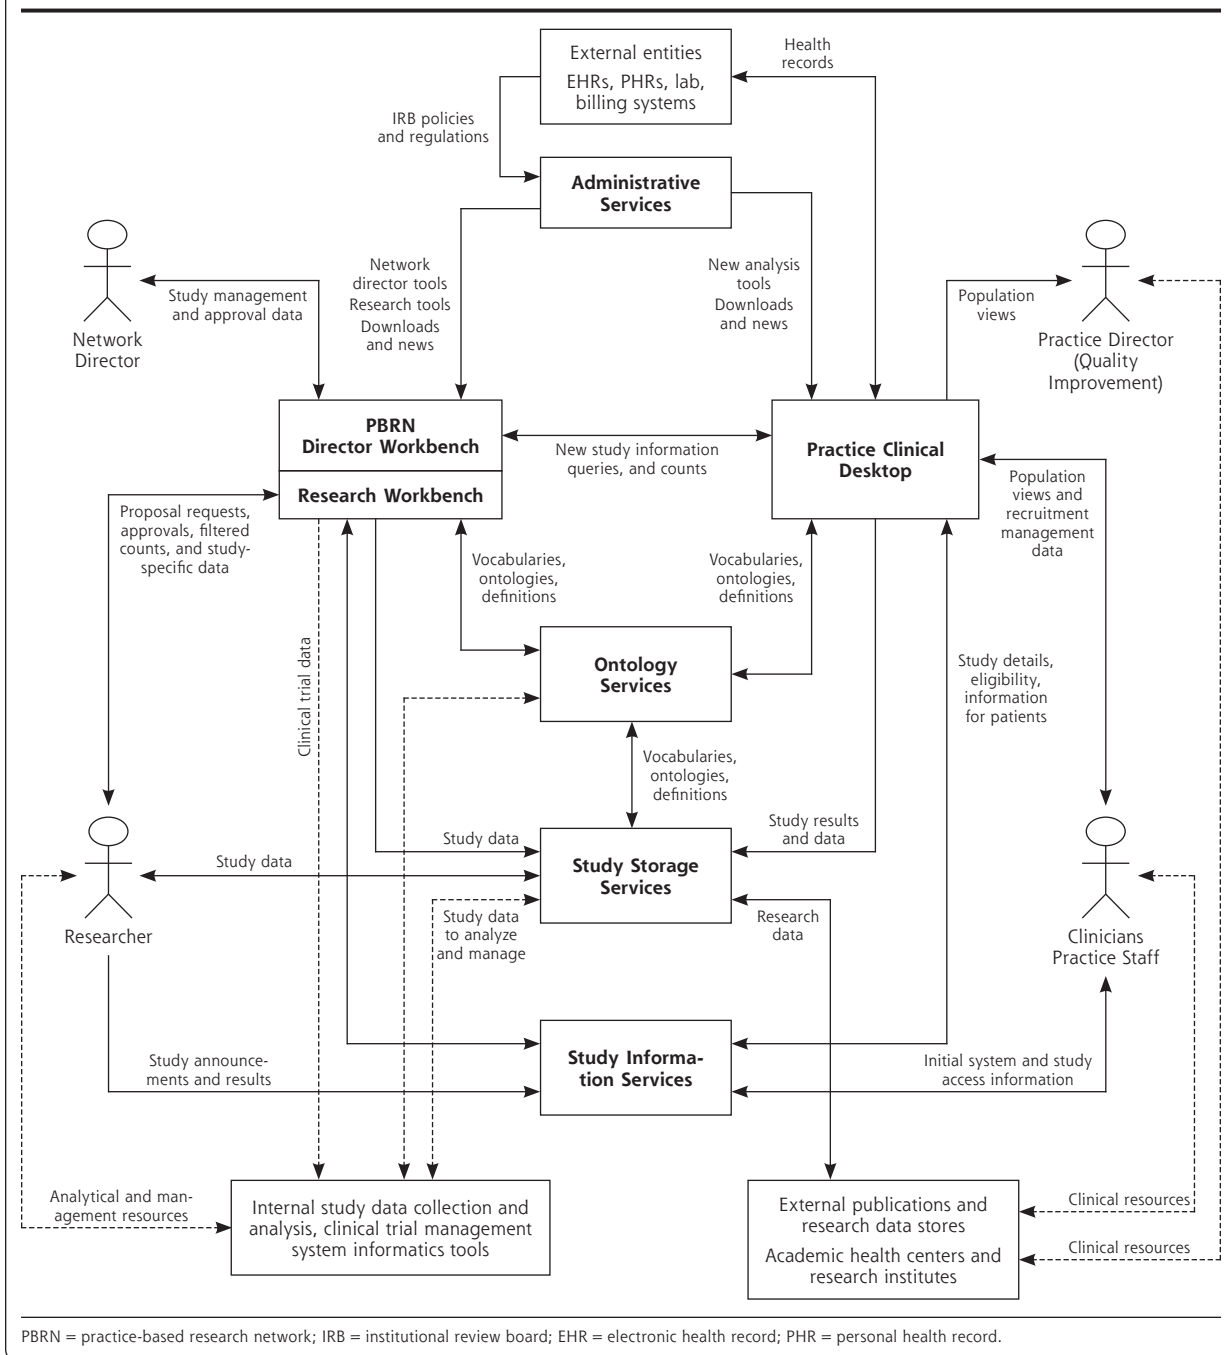 External entities
EHRs, PHRs, lab,
billing systems
Health
records
IRB policies
and regulations
Administrative
Services
Network
director tools
Research tools
Downloads
and news
New analysis
tools
Downloads
and news
Study management
and approval data
Network
Director
Population
views
Practice Director
(Quality
Improvement)
PBRN
Director Workbench
Research Workbench
New study information
queries, and counts
Practice Clinical
Desktop
Proposal requests,
approvals, filtered
counts, and study-
specific data
Population
views and
recruitment
management
data
Vocabularies,
ontologies,
definitions
Vocabularies,
ontologies,
definitions
Clinical trial data
Ontology
Services
Study details,
eligibility,
information
for patients
Vocabularies,
ontologies,
definitions
Study data
Study data
Study results
and data
Study Storage
Services
Researcher
Study data
to analyze
and manage
Research
data
Clinicians
Practice Staff
Study announce-
ments and results
Study Informa-
tion Services
Initial system and study
access information
Analytical and man-
agement resources
Internal study data collection and
analysis, clinical trial management
system informatics tools
External publications and
research data stores
Academic health centers and
research institutes
Clinical resources
Clinical resources
PBRN = practice-based research network; IRB = institutional review board; EHR = electronic health record; PHR = personal health record.